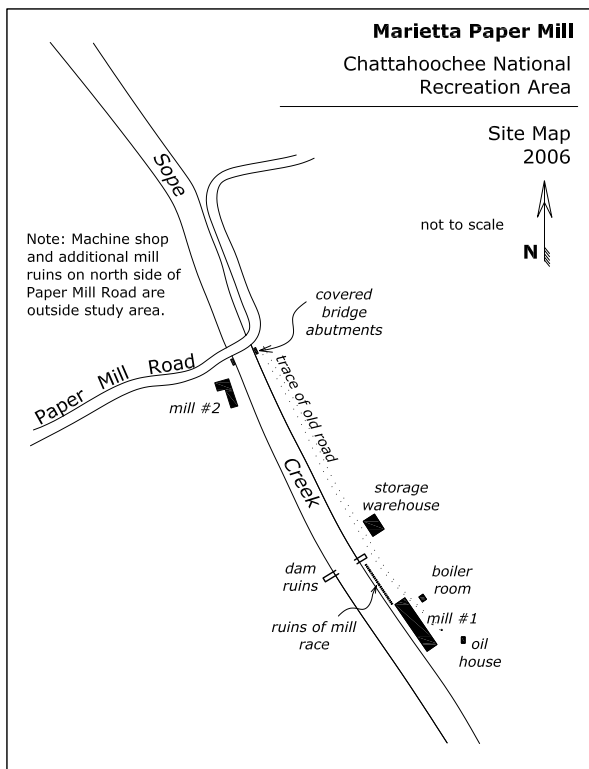 Marietta Paper Mill
Chattahoochee National
Recreation Area
Site Map
2006
not to scale
N
Sope
Note: Machine shop
and additional mill
ruins on north side of
Paper Mill Road are
outside study area.
covered
bridge
abutments
Paper Mill Road
trace of old road
mill #2
Creek
storage
warehouse
dam
ruins
boiler
room
ruins of mill
race
mill #1
oil
house